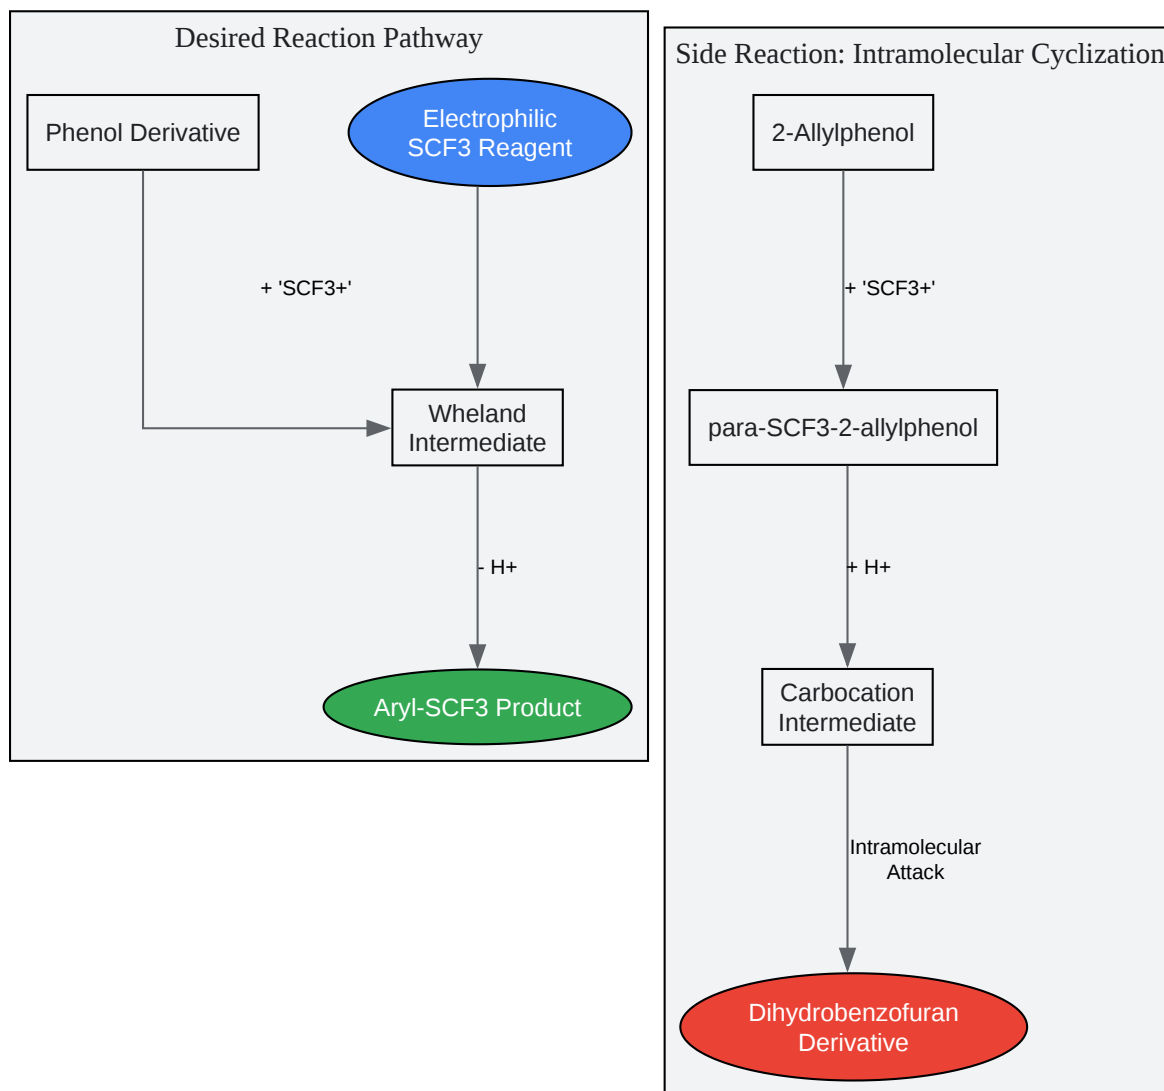 Desired Reaction Pathway
Phenol Derivative
Electrophilic
SCF3 Reagent
+ 'SCF3+'
Wheland
Intermediate
- H+
Aryl-SCF3 Product
Side Reaction: Intramolecular Cyclization
2-Allylphenol
+ 'SCF3+'
para-SCF3-2-allylphenol
+ H+
Carbocation
Intermediate
Intramolecular
Attack
Dihydrobenzofuran
Derivative